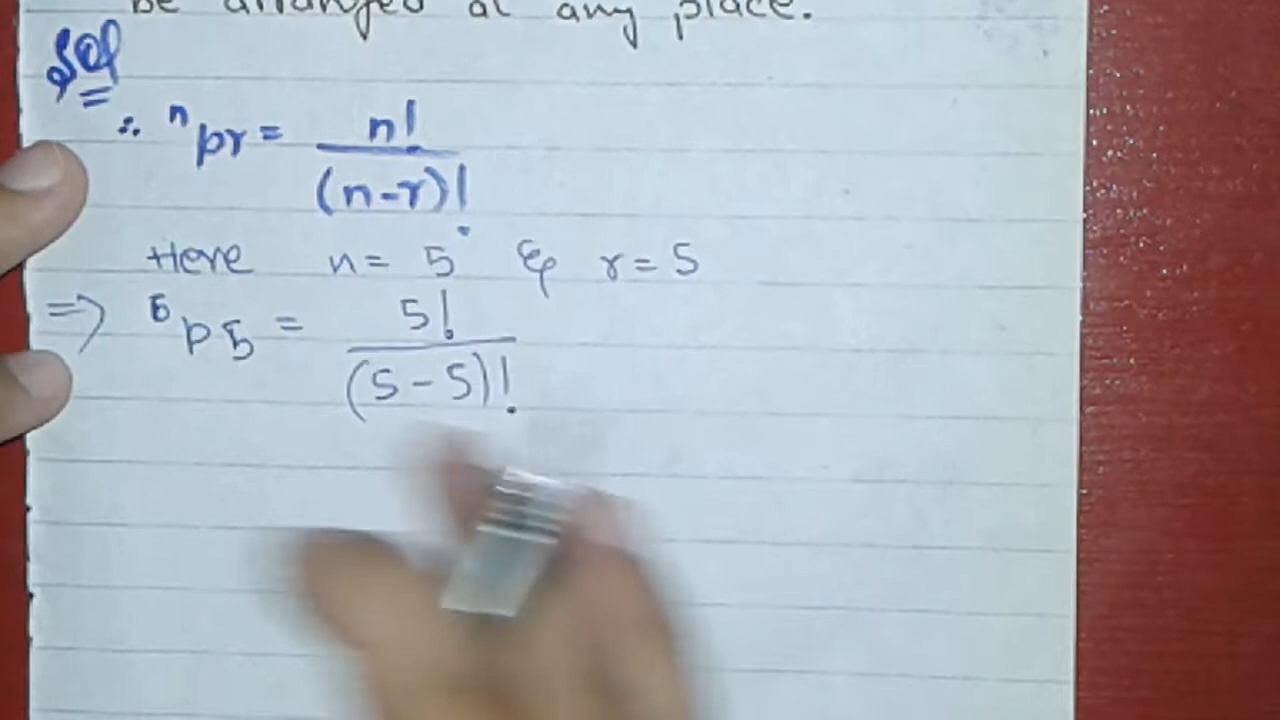 be arranged at any place.
Sol
∴ ⁿpr = n! / (n-r)!
Here n = 5 & r = 5
⇒ ⁵p5 = 5! / (5-5)!